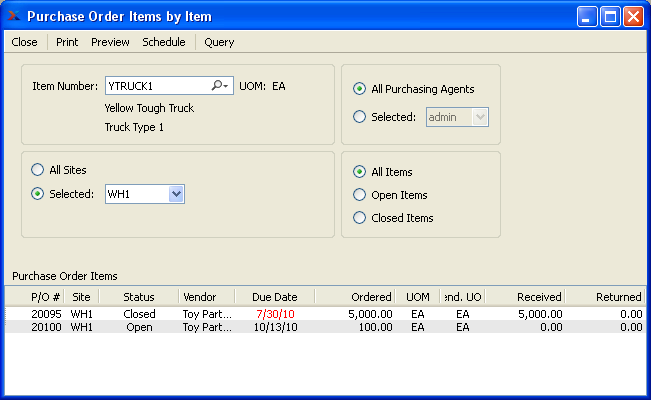 Purchase Order Items by Item
Close Print Preview Schedule Query
Item Number: YTRUCK1 UOM: EA
Yellow Tough Truck
Truck Type 1
All Purchasing Agents
Selected: admin
All Sites
Selected: WH1
All Items
Open Items
Closed Items
Purchase Order Items
P/O # Site Status Vendor Due Date Ordered UOM end. UO Received Returned
20095 WH1 Closed Toy Part... 7/30/10 5,000.00 EA EA 5,000.00 0.00
20100 WH1 Open Toy Part... 10/13/10 100.00 EA EA 0.00 0.00